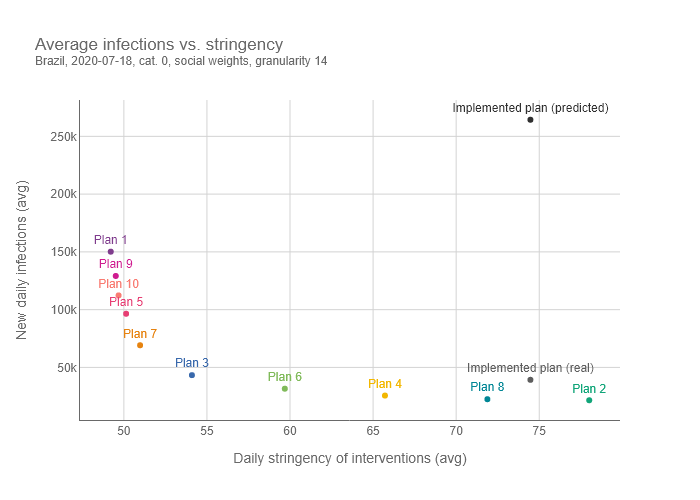 Average infections vs. stringency
Brazil, 2020-07-18, cat. 0, social weights, granularity 14
Implemented plan (predicted)
250k
200k
Plan 1
150k
Plan 9
Plan 10
Plan 5
100k
Plan 7
Plan 3
Implemented plan (real)
50k
Plan 6
Plan 4
Plan 8
Plan 2
New daily infections (avg)
50
55
60
65
70
75
Daily stringency of interventions (avg)